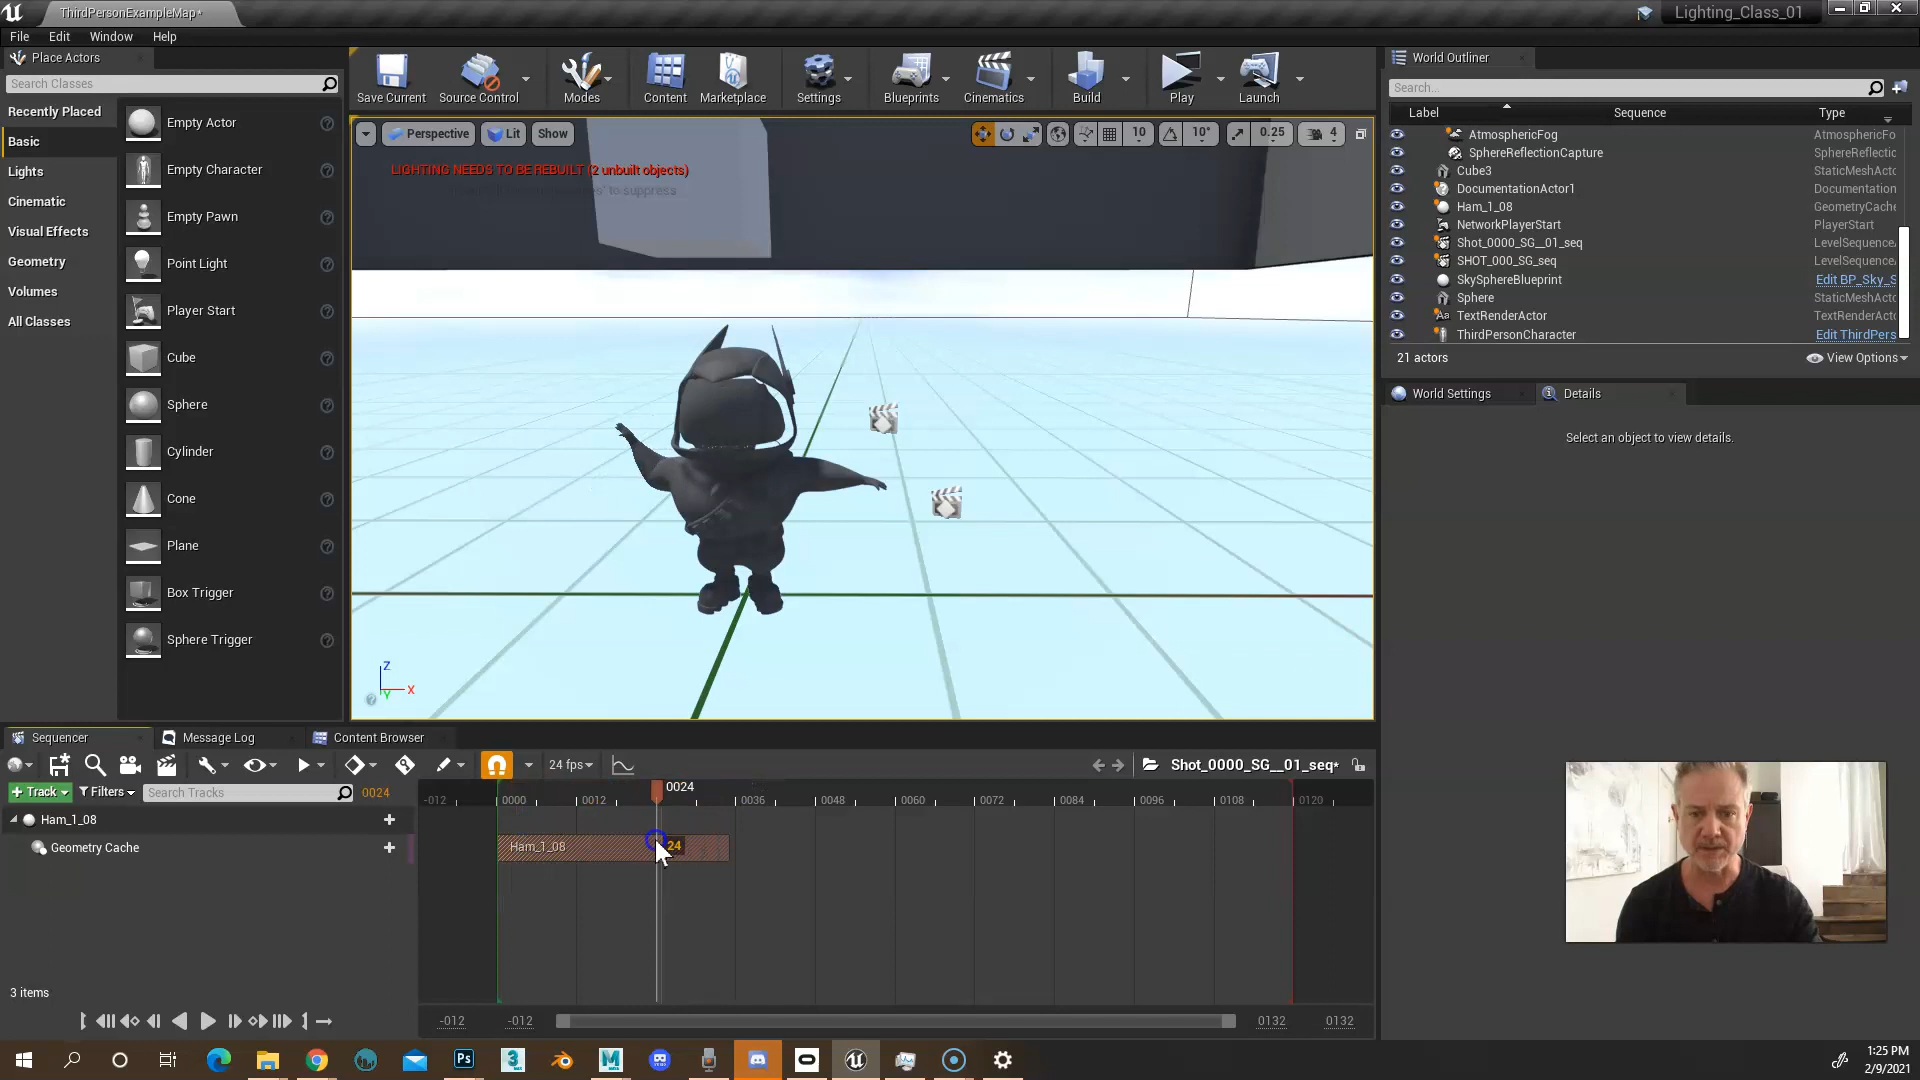 ThirdPersonExampleMap*
Lighting_Class_01
File Edit Window Help
Place Actors
Search Classes
Recently Placed
Basic
Lights
Cinematic
Visual Effects
Geometry
Volumes
All Classes
Empty Actor
Empty Character
Empty Pawn
Point Light
Player Start
Cube
Sphere
Cylinder
Cone
Plane
Box Trigger
Sphere Trigger
Save Current Source Control Modes Content Marketplace Settings Blueprints Cinematics Build Play Launch
Perspective Lit Show 10 10° 0.25 4
LIGHTING NEEDS TO BE REBUILT (2 unbuilt objects)
to suppress
Z
X
Y
World Outliner
Search...
Label Sequence Type
AtmosphericFog AtmosphericFo
SphereReflectionCapture SphereReflectic
Cube3 StaticMeshActo
DocumentationActor1 Documentation
Ham_1_08 GeometryCache
NetworkPlayerStart PlayerStart
Shot_0000_SG__01_seq LevelSequence
SHOT_000_SG_seq LevelSequence
SkySphereBlueprint Edit BP_Sky_S
Sphere StaticMeshActo
TextRenderActor TextRenderActo
ThirdPersonCharacter Edit ThirdPers
21 actors View Options
World Settings Details
Select an object to view details.
Sequencer Message Log Content Browser
24 fps Shot_0000_SG__01_seq*
+ Track Filters Search Tracks 0024
-012 0000 0012 0024 0036 0048 0060 0072 0084 0096 0108 0120
Ham_1_08
Geometry Cache
Ham_1_08 24
3 items
-012 -012 0132 0132
Ps
3
M
1:25 PM
2/9/2021